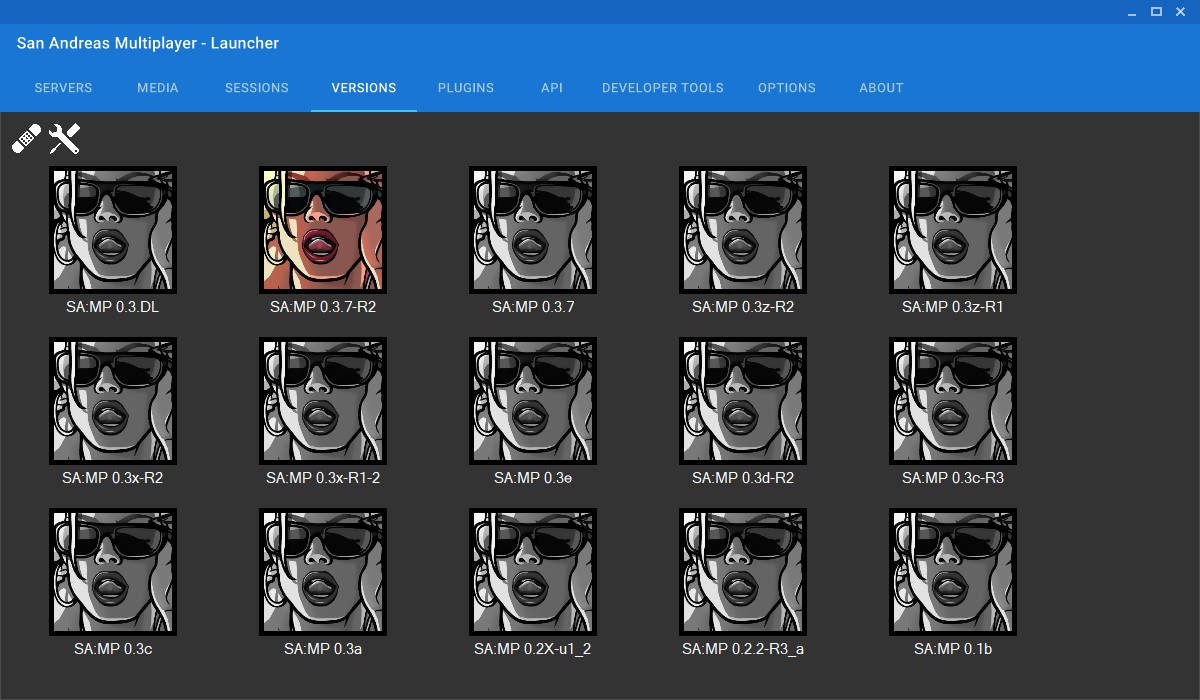 San Andreas Multiplayer - Launcher
SERVERS MEDIA SESSIONS VERSIONS PLUGINS API DEVELOPER TOOLS OPTIONS ABOUT
SA:MP 0.3.DL SA:MP 0.3.7-R2 SA:MP 0.3.7 SA:MP 0.3z-R2 SA:MP 0.3z-R1
SA:MP 0.3x-R2 SA:MP 0.3x-R1-2 SA:MP 0.3e SA:MP 0.3d-R2 SA:MP 0.3c-R3
SA:MP 0.3c SA:MP 0.3a SA:MP 0.2X-u1_2 SA:MP 0.2.2-R3_a SA:MP 0.1b